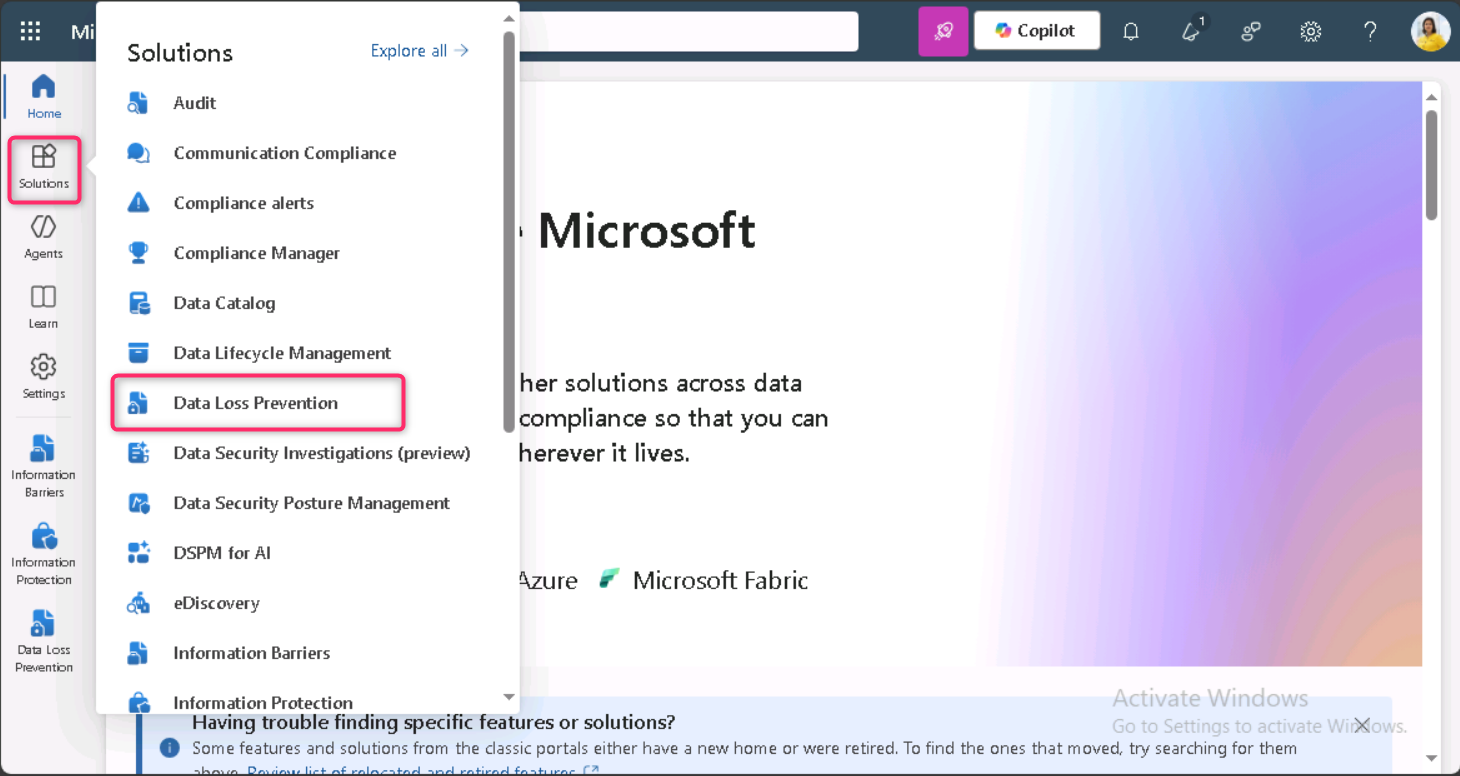 Mi
Copilot
1
Solutions
Explore all →
Audit
Communication Compliance
Compliance alerts
Compliance Manager
Data Catalog
Data Lifecycle Management
Data Loss Prevention
Data Security Investigations (preview)
Data Security Posture Management
DSPM for AI
eDiscovery
Information Barriers
Information Protection
Home
Solutions
Agents
Learn
Settings
Information
Barriers
Information
Protection
Data Loss
Prevention
Microsoft
her solutions across data
compliance so that you can
herever it lives.
Azure
Microsoft Fabric
Activate Windows
Go to Settings to activate Windows.
Having trouble finding specific features or solutions?
Some features and solutions from the classic portals either have a new home or were retired. To find the ones that moved, try searching for them
above. Review list of relocated and retired features